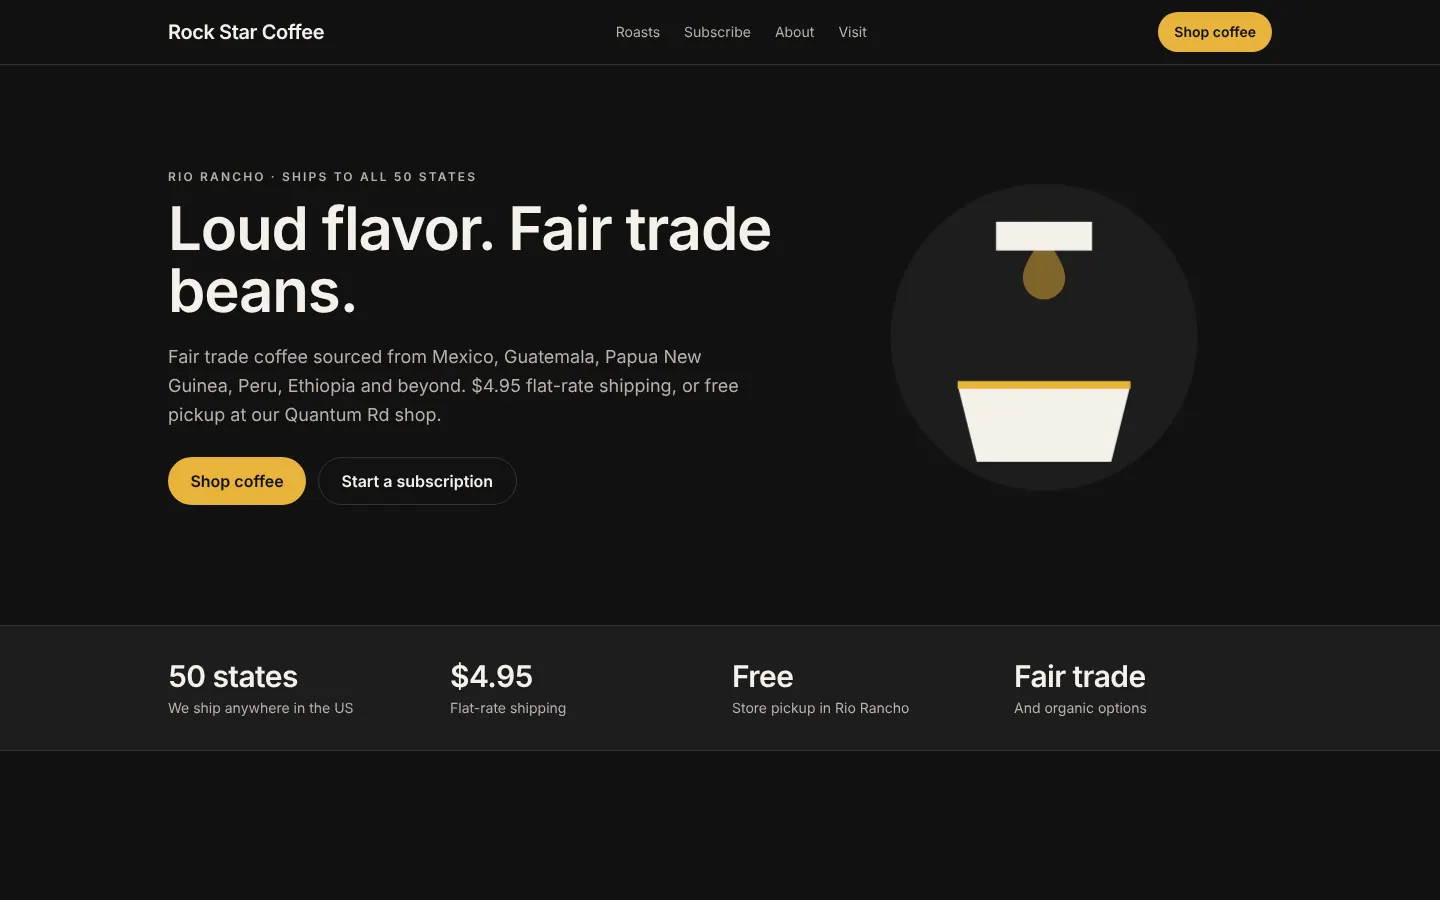 Rock Star Coffee
Roasts
Subscribe
About
Visit
Shop coffee
RIO RANCHO · SHIPS TO ALL 50 STATES
Loud flavor. Fair trade
beans.
Fair trade coffee sourced from Mexico, Guatemala, Papua New
Guinea, Peru, Ethiopia and beyond. $4.95 flat-rate shipping, or free
pickup at our Quantum Rd shop.
Shop coffee
Start a subscription
50 states
We ship anywhere in the US
$4.95
Flat-rate shipping
Free
Store pickup in Rio Rancho
Fair trade
And organic options